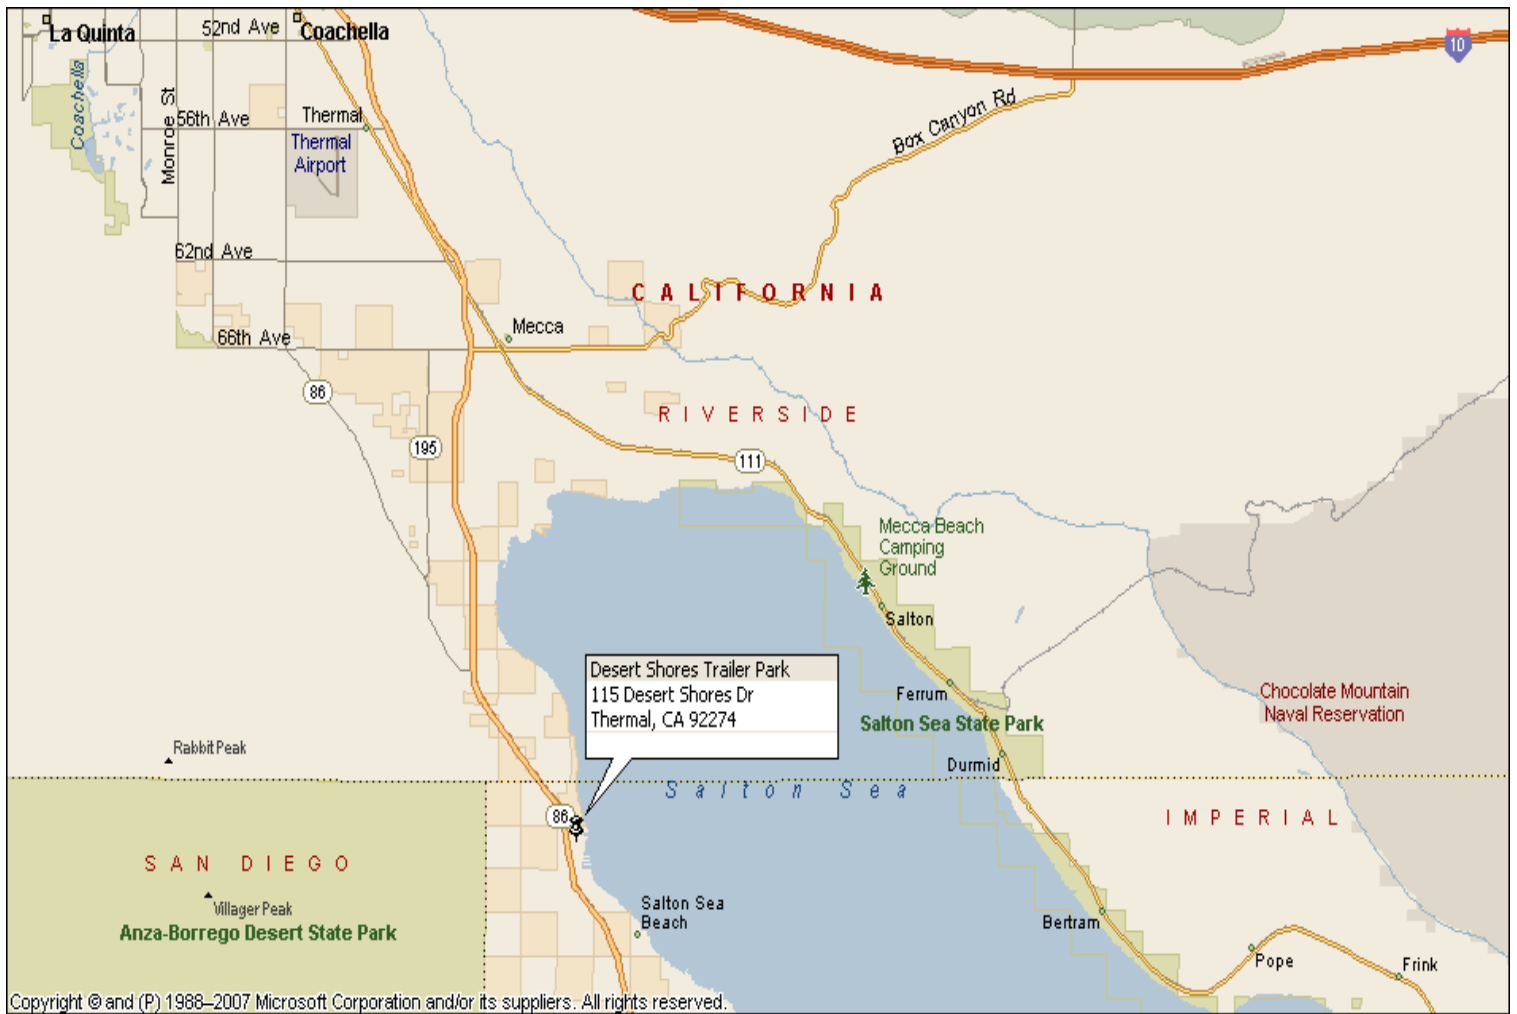 La Quinta
52nd Ave
Coachella
10
Coachella
Monroe St
56th Ave
Thermal
Thermal
Airport
Box Canyon Rd
62nd Ave
CALIFORNIA
Mecca
66th Ave
86
RIVERSIDE
195
111
Mecca Beach
Camping
Ground
Salton
Desert Shores Trailer Park
115 Desert Shores Dr
Thermal, CA 92274
Ferrum
Chocolate Mountain
Naval Reservation
Salton Sea State Park
Rabbit Peak
Durmid
Salton Sea
86
IMPERIAL
SAN DIEGO
Villager Peak
Anza-Borrego Desert State Park
Salton Sea
Beach
Bertram
Pope
Frink
Copyright © and (P) 1988–2007 Microsoft Corporation and/or its suppliers. All rights reserved.